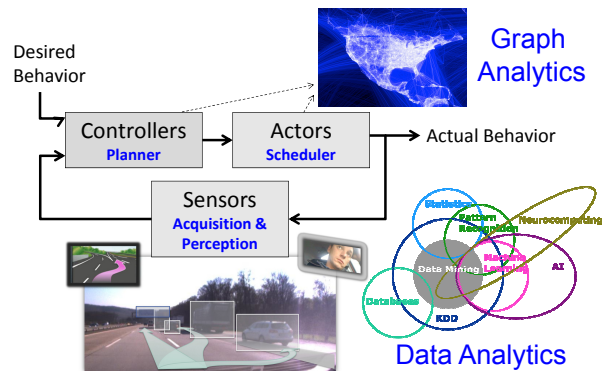 Graph
Analytics
Desired
Behavior
Controllers
Planner
Actors
Scheduler
Actual Behavior
Sensors
Acquisition &
Perception
Statistics
Pattern
Recognition
Neurocomputing
Data Mining
Machine
Learning
AI
Databases
KDD
Data Analytics